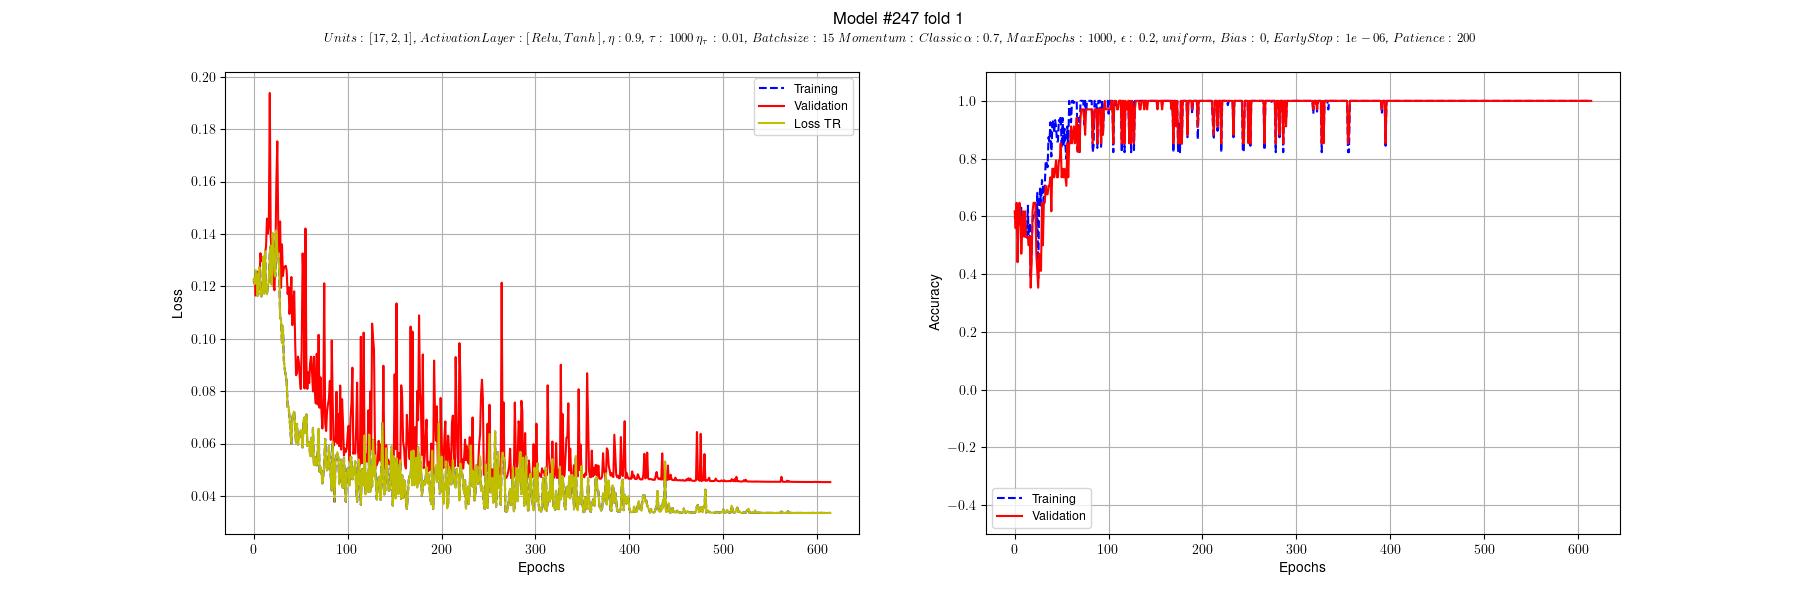 Model #247 fold 1
Units : [17, 2, 1], ActivationLayer : [Relu, Tanh], η : 0.9, τ : 1000 ητ : 0.01, Batchsize : 15 Momentum : Classic α : 0.7, MaxEpochs : 1000, ϵ : 0.2, uniform, Bias : 0, EarlyStop : 1e − 06, Patience : 200
0.20
0.18
0.16
0.14
0.12
0.10
0.08
0.06
0.04
Loss
0 100 200 300 400 500 600
Epochs
Training
Validation
Loss TR
1.0
0.8
0.6
0.4
0.2
0.0
−0.2
−0.4
Accuracy
0 100 200 300 400 500 600
Epochs
Training
Validation